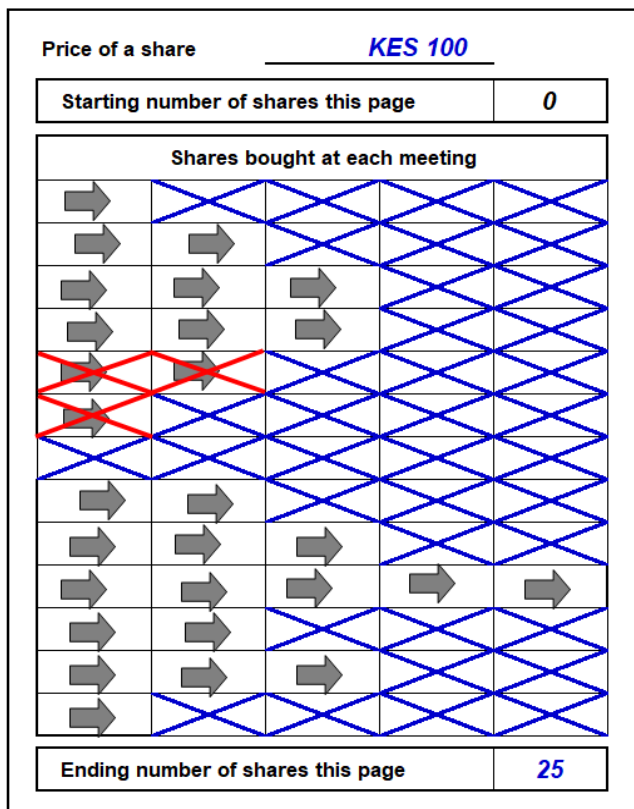 Price of a share KES 100
Starting number of shares this page 0
Shares bought at each meeting
Ending number of shares this page 25